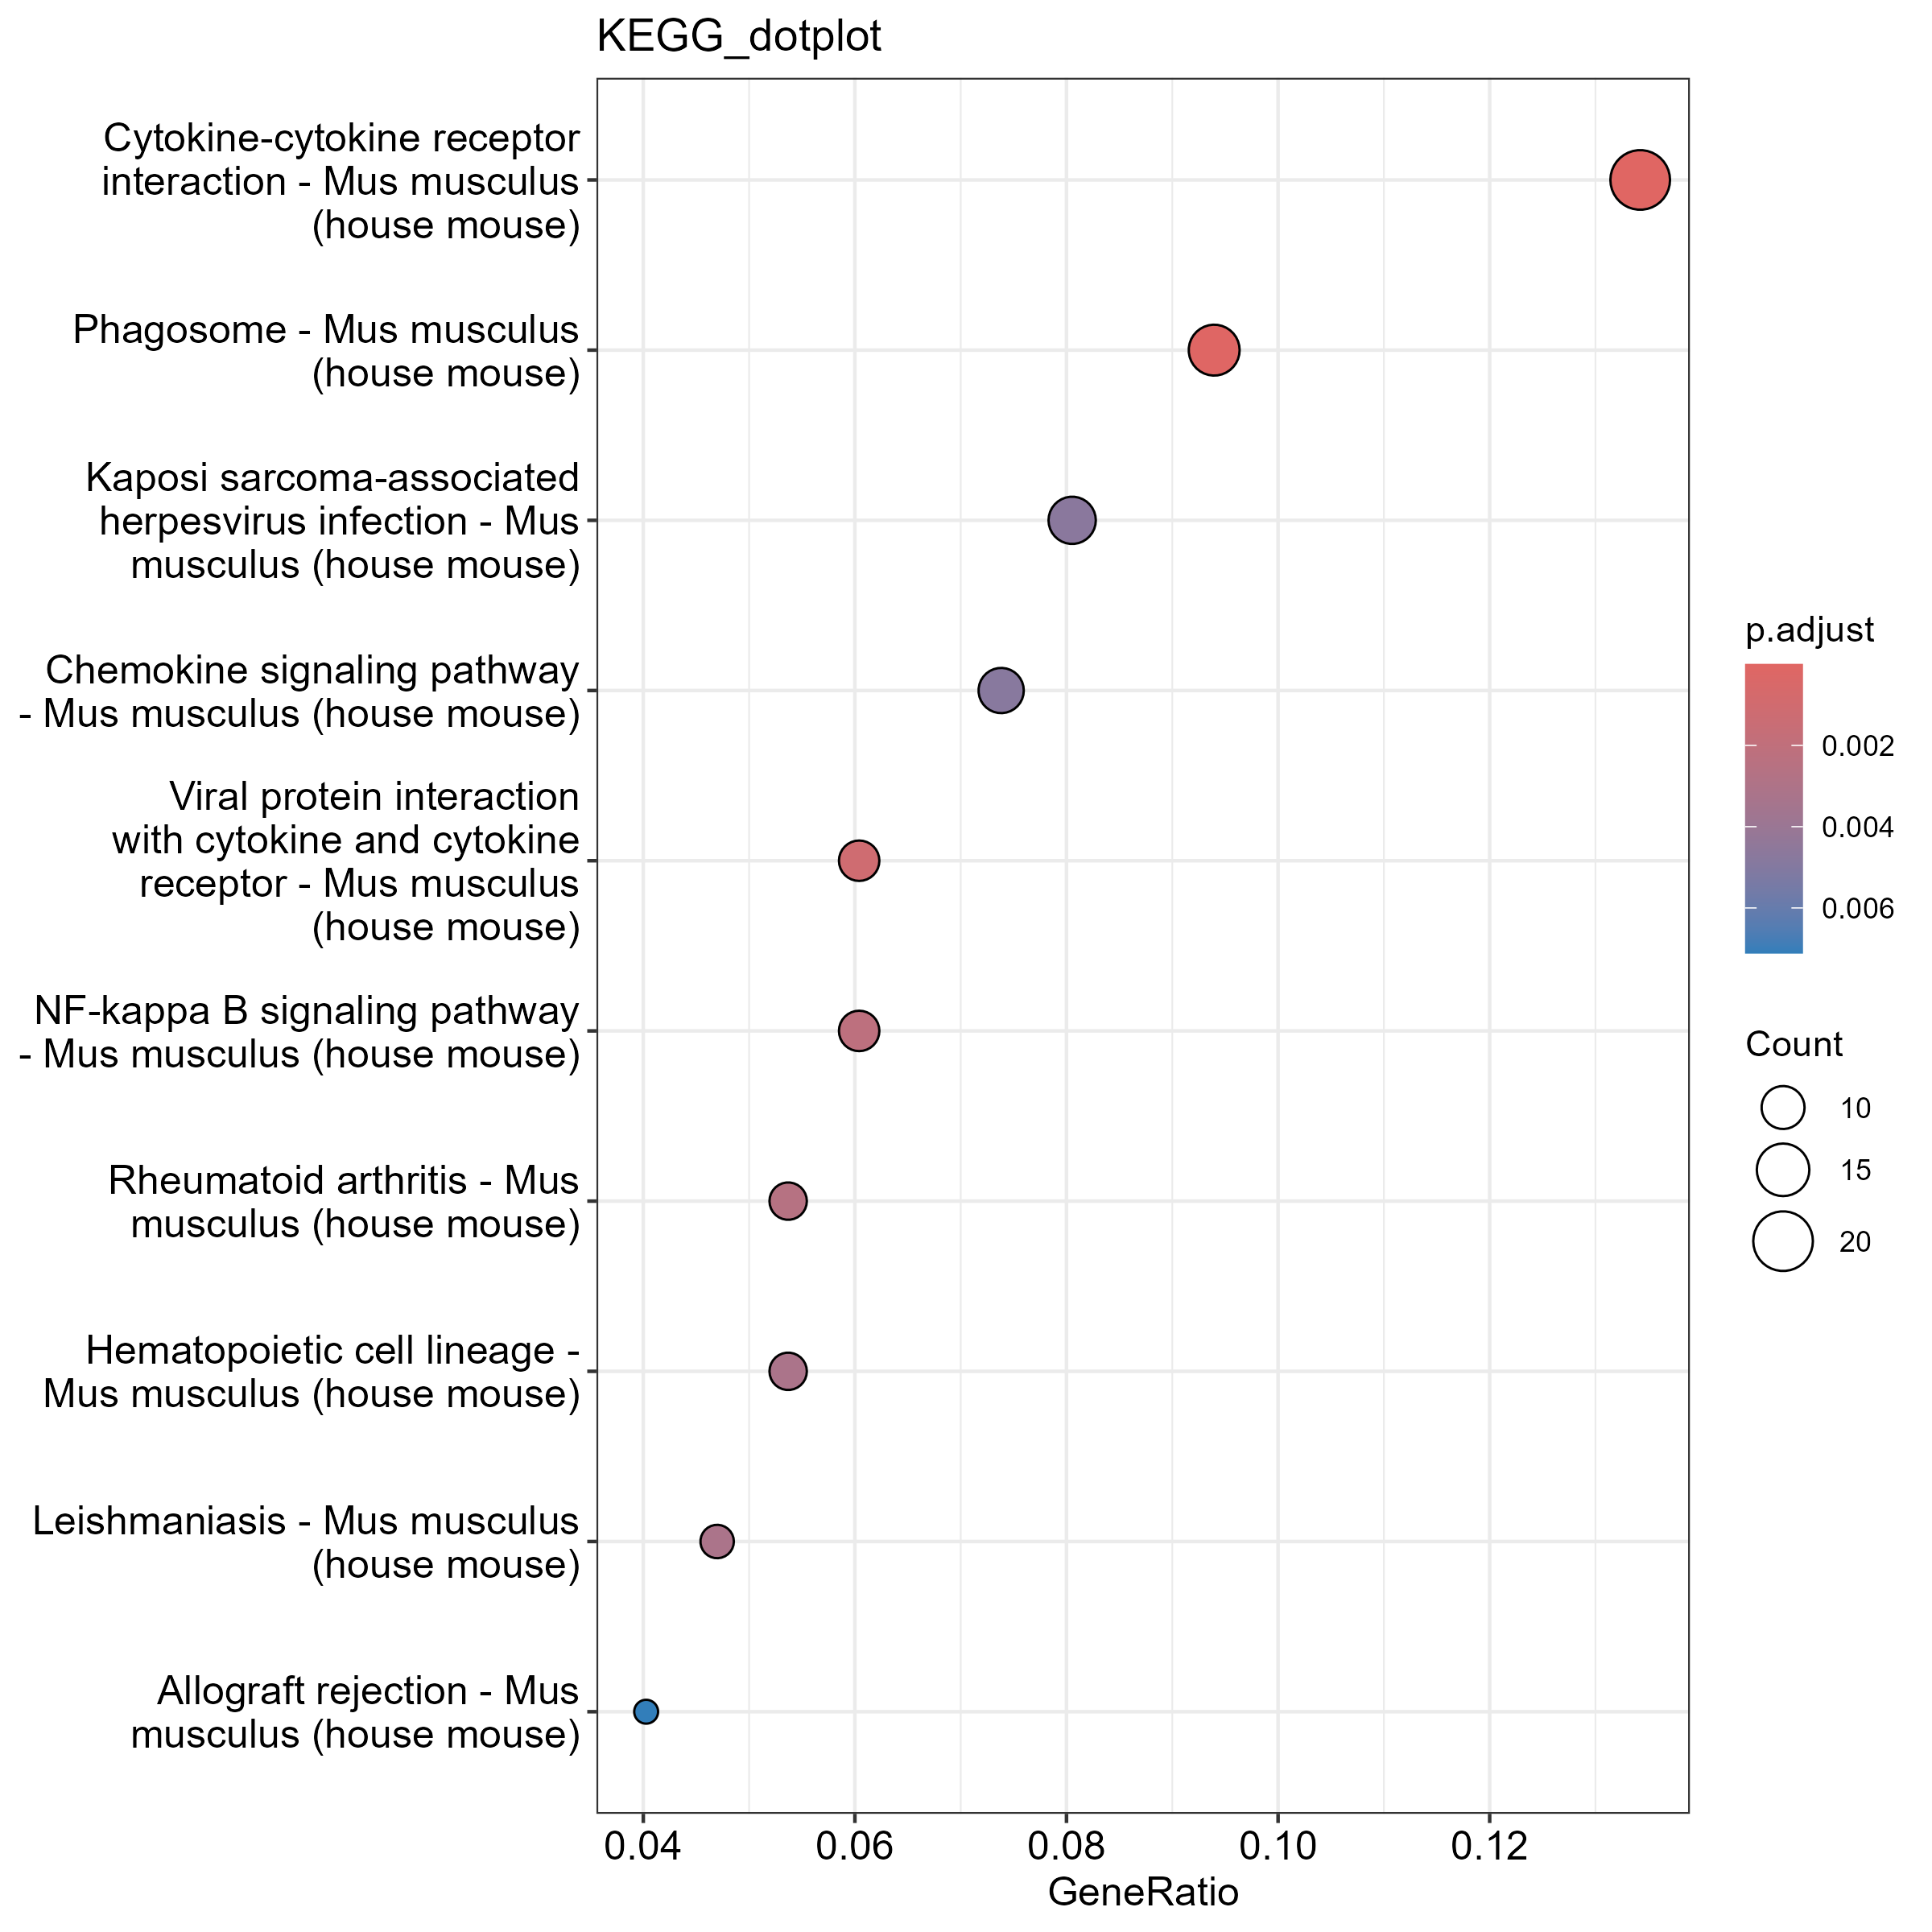 KEGG_dotplot
Cytokine-cytokine receptor
interaction - Mus musculus
(house mouse)
Phagosome - Mus musculus
(house mouse)
Kaposi sarcoma-associated
herpesvirus infection - Mus
musculus (house mouse)
Chemokine signaling pathway
- Mus musculus (house mouse)
Viral protein interaction
with cytokine and cytokine
receptor - Mus musculus
(house mouse)
NF-kappa B signaling pathway
- Mus musculus (house mouse)
Rheumatoid arthritis - Mus
musculus (house mouse)
Hematopoietic cell lineage -
Mus musculus (house mouse)
Leishmaniasis - Mus musculus
(house mouse)
Allograft rejection - Mus
musculus (house mouse)
0.04 0.06 0.08 0.10 0.12
GeneRatio
p.adjust
0.002
0.004
0.006
Count
10
15
20